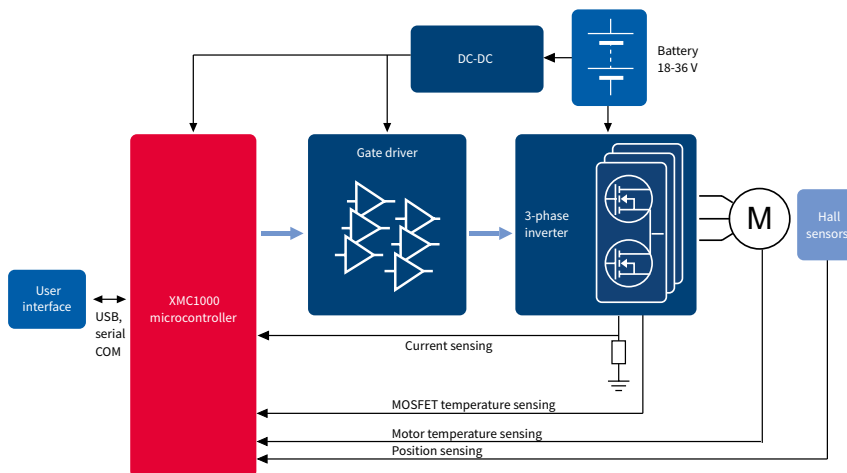 DC-DC
Battery
18-36 V
Gate driver
3-phase
inverter
M
Hall
sensors
User
interface
USB,
serial
COM
XMC1000
microcontroller
Current sensing
MOSFET temperature sensing
Motor temperature sensing
Position sensing